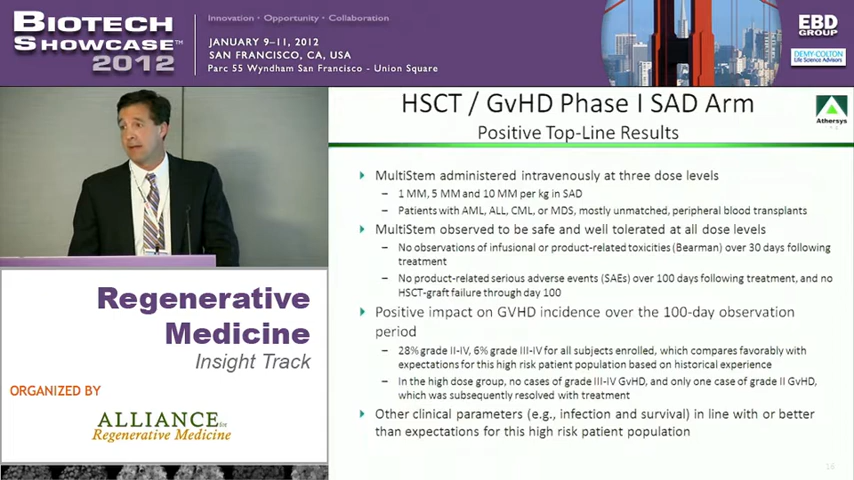 BIOTECH
SHOWCASE™
2012
Innovation • Opportunity • Collaboration
JANUARY 9–11, 2012
SAN FRANCISCO, CA, USA
Parc 55 Wyndham San Francisco - Union Square
EBD
GROUP
DEMY-COLTON
Life Science Advisors
HSCT / GvHD Phase I SAD Arm
Positive Top-Line Results
Athersys
MultiStem administered intravenously at three dose levels
– 1 MM, 5 MM and 10 MM per kg in SAD
– Patients with AML, ALL, CML, or MDS, mostly unmatched, peripheral blood transplants
MultiStem observed to be safe and well tolerated at all dose levels
– No observations of infusional or product-related toxicities (Bearman) over 30 days following
treatment
– No product-related serious adverse events (SAEs) over 100 days following treatment, and no
HSCT-graft failure through day 100
Positive impact on GVHD incidence over the 100-day observation
period
– 28% grade II-IV, 6% grade III-IV for all subjects enrolled, which compares favorably with
expectations for this high risk patient population based on historical experience
– In the high dose group, no cases of grade III-IV GvHD, and only one case of grade II GvHD,
which was subsequently resolved with treatment
Other clinical parameters (e.g., infection and survival) in line with or better
than expectations for this high risk patient population
16
Regenerative
Medicine
Insight Track
ORGANIZED BY
ALLIANCE for
Regenerative Medicine